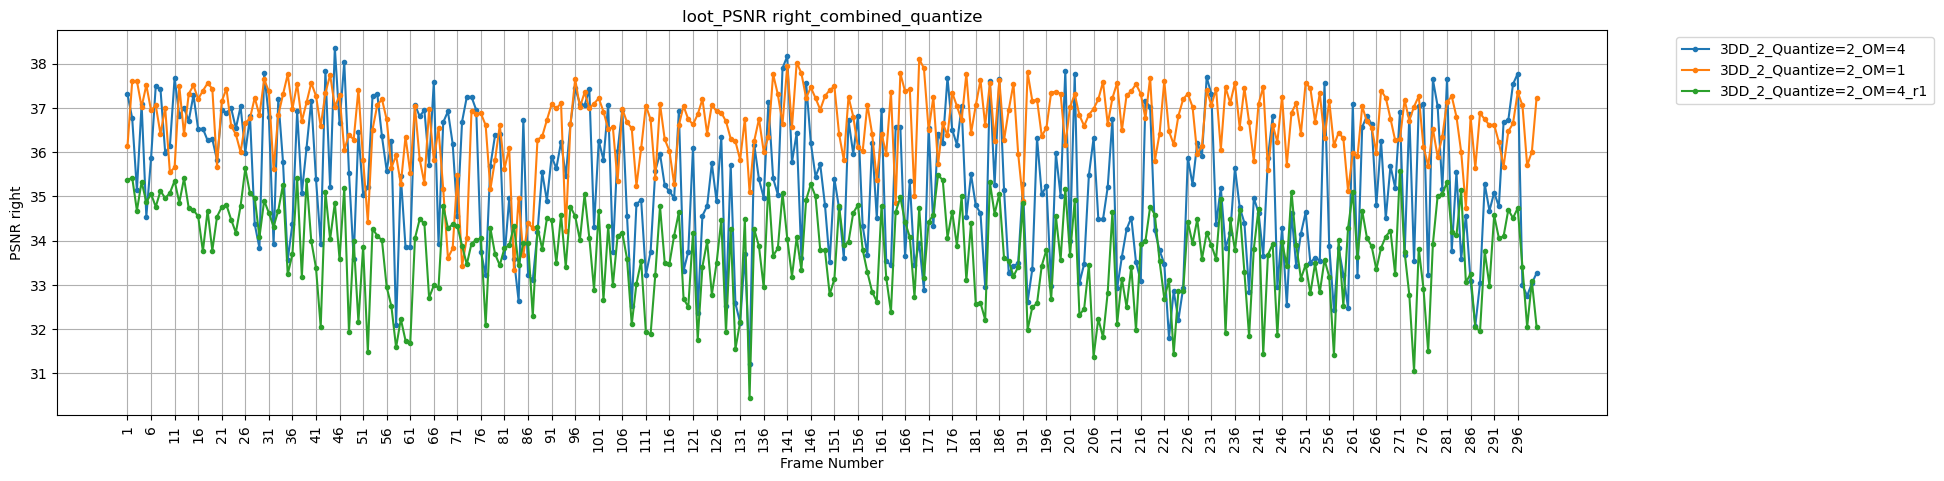 loot_PSNR right_combined_quantize
3DD_2_Quantize=2_OM=4
3DD_2_Quantize=2_OM=1
3DD_2_Quantize=2_OM=4_r1
PSNR right
38
37
36
35
34
33
32
31
1 6 11 16 21 26 31 36 41 46 51 56 61 66 71 76 81 86 91 96 101 106 111 116 121 126 131 136 141 146 151 156 161 166 171 176 181 186 191 196 201 206 211 216 221 226 231 236 241 246 251 256 261 266 271 276 281 286 291 296
Frame Number